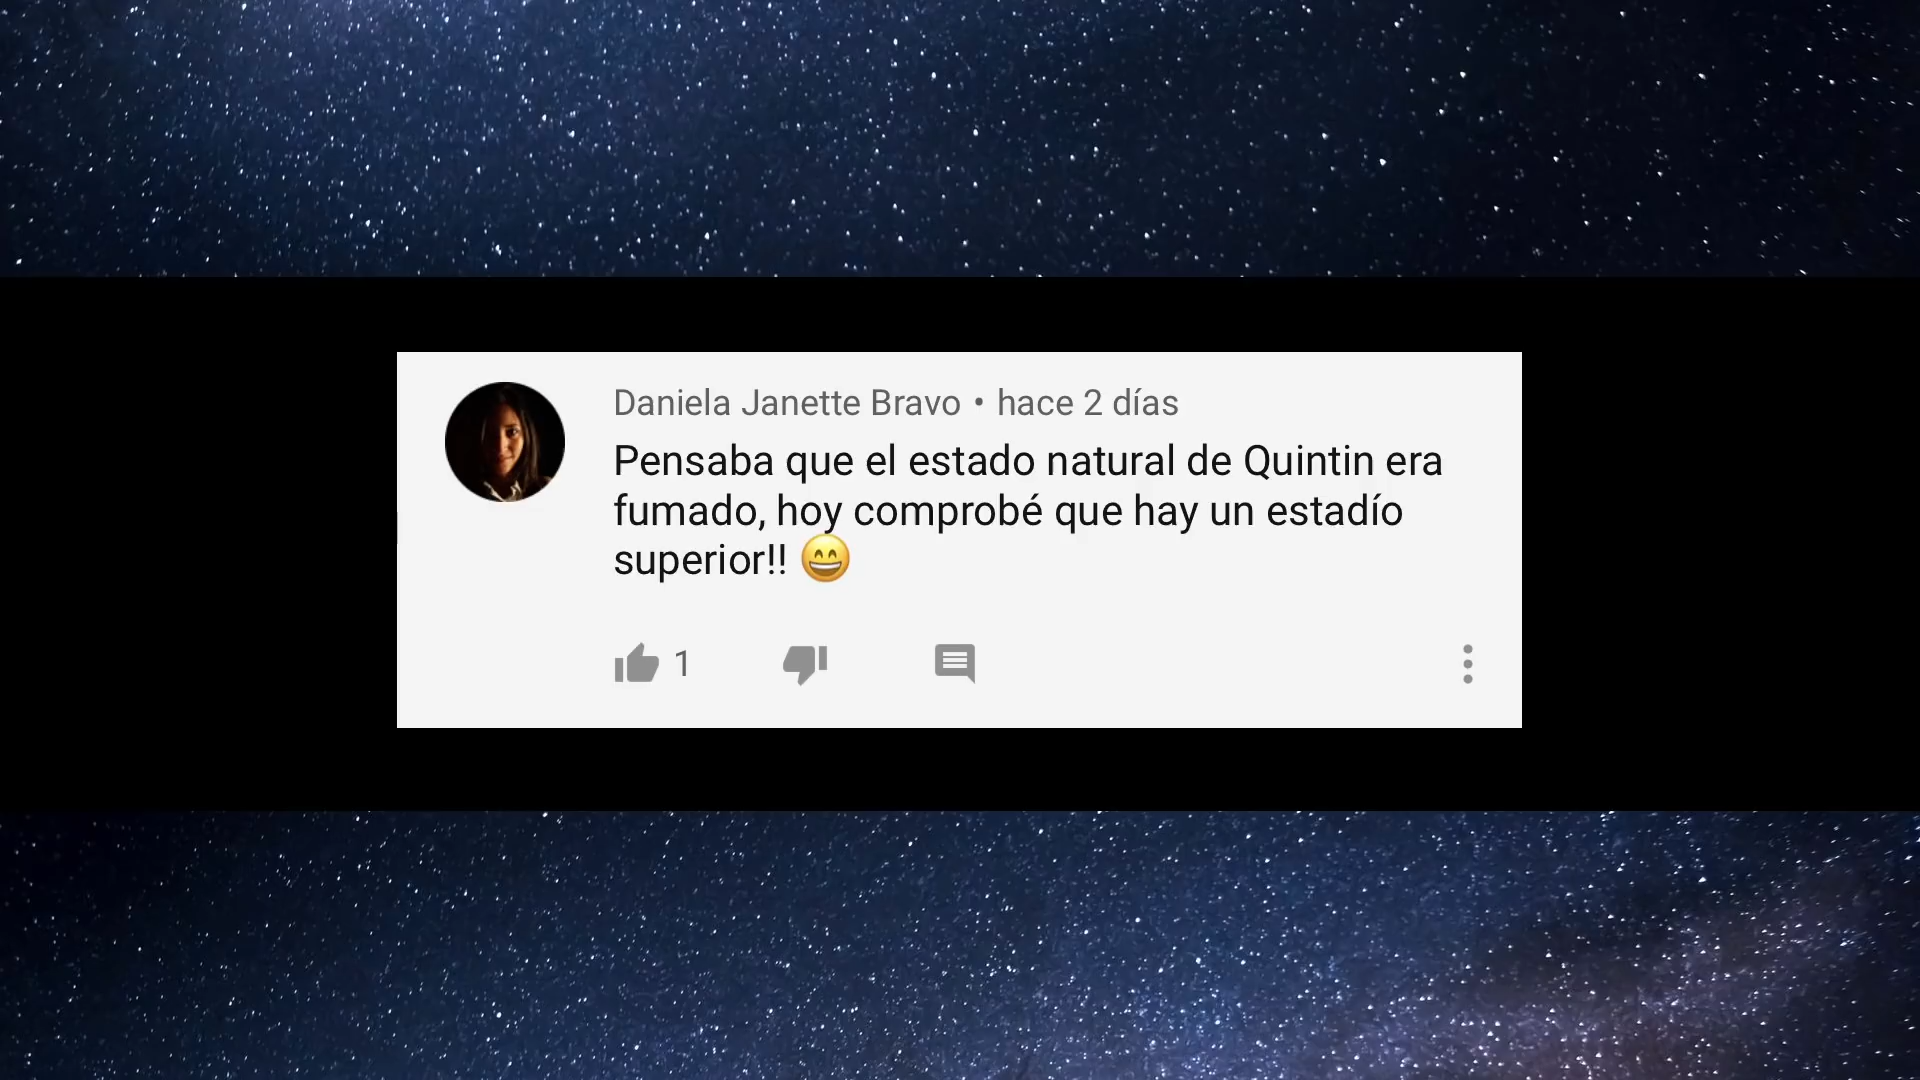 Daniela Janette Bravo • hace 2 días
Pensaba que el estado natural de Quintin era
fumado, hoy comprobé que hay un estadío
superior!! 😄
1